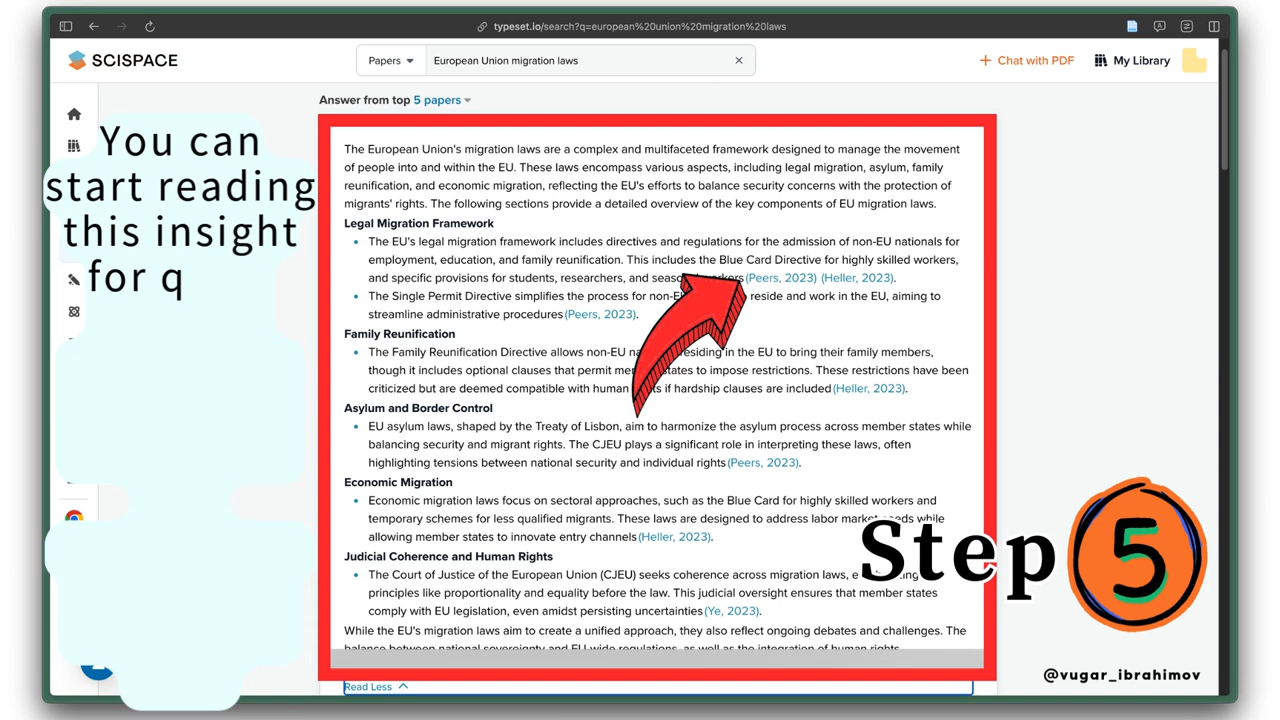 typeset.io/search?q=european%20union%20migration%20laws
SCISPACE
Papers
European Union migration laws
Chat with PDF
My Library
Answer from top 5 papers
You can
start reading
this insight
for q
The European Union's migration laws are a complex and multifaceted framework designed to manage the movement
of people into and within the EU. These laws encompass various aspects, including legal migration, asylum, family
reunification, and economic migration, reflecting the EU's efforts to balance security concerns with the protection of
migrants' rights. The following sections provide a detailed overview of the key components of EU migration laws.
Legal Migration Framework
• The EU's legal migration framework includes directives and regulations for the admission of non-EU nationals for
employment, education, and family reunification. This includes the Blue Card Directive for highly skilled workers,
and specific provisions for students, researchers, and (Peers, 2023) (Heller, 2023).
• The Single Permit Directive simplifies the process for reside and work in the EU, aiming to
streamline administrative procedures (Peers, 2023).
Family Reunification
• The Family Reunification Directive allows non-EU residing in the EU to bring their family members,
though it includes optional clauses that permit states to impose restrictions. These restrictions have been
criticized but are deemed compatible with human if hardship clauses are included (Heller, 2023).
Asylum and Border Control
• EU asylum laws, shaped by the Treaty of Lisbon, aim to harmonize the asylum process across member states while
balancing security and migrant rights. The CJEU plays a significant role in interpreting these laws, often
highlighting tensions between national security and individual rights (Peers, 2023).
Economic Migration
• Economic migration laws focus on sectoral approaches, such as the Blue Card for highly skilled workers and
temporary schemes for less qualified migrants. These laws are designed to address labor market needs while
allowing member states to innovate entry channels (Heller, 2023).
Judicial Coherence and Human Rights
• The Court of Justice of the European Union (CJEU) seeks coherence across migration laws,
principles like proportionality and equality before the law. This judicial oversight ensures that member states
comply with EU legislation, even amidst persisting uncertainties (Ye, 2023).
While the EU's migration laws aim to create a unified approach, they also reflect ongoing debates and challenges. The
balance between national sovereignty and EU-wide regulations, as well as the integration of human rights
Read Less
Step 5
@vugar_ibrahimov